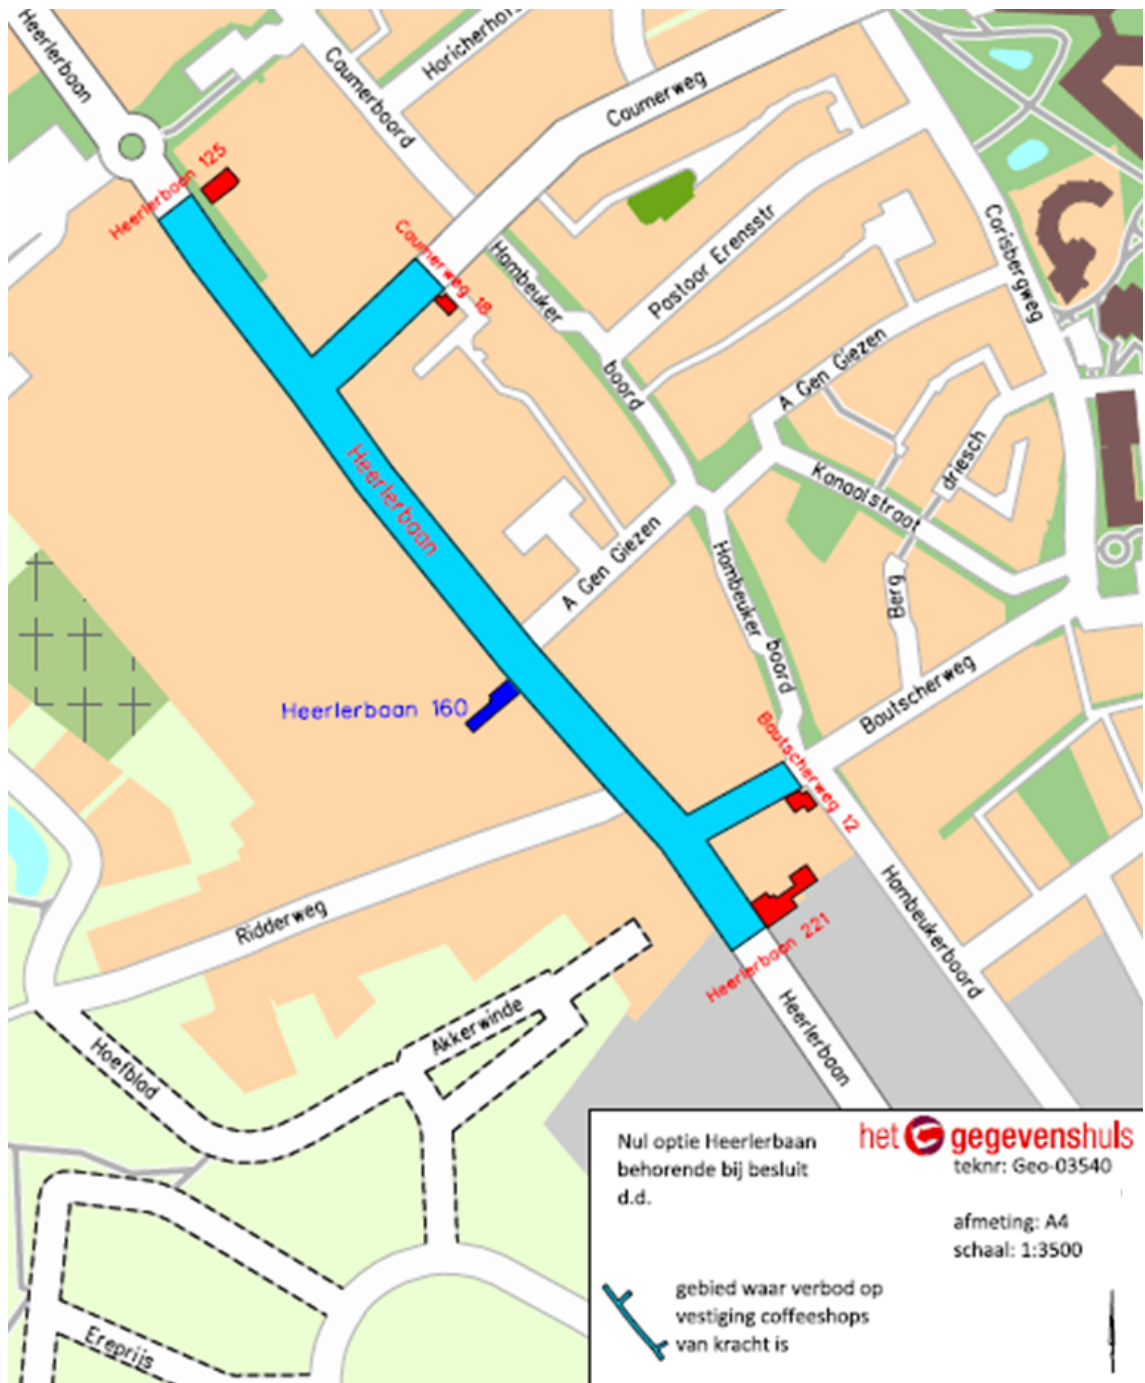 Heerlerbaan
Caumerboord
Horicherhofs
Caumerweg
Heerlerbaan 125
Caumerweg 18
Hambeuker
boord
Pastoor Erensstr
Corisbergweg
A Gen Giezen
Kanaalstraat
driesch
Berg
Heerlerbaan
A Gen Giezen
Hambeuker boord
Heerlerbaan 160
Bautscherweg
Bautscherweg 12
Ridderweg
Heerlerbaan 221
Hambeukerboord
Heerlerbaan
Akkerwinde
Hoefblad
Ereprijs
Nul optie Heerlerbaan
behorende bij besluit
d.d.
het gegevenshuis
teknr: Geo-03540
afmeting: A4
schaal: 1:3500
gebied waar verbod op
vestiging coffeeshops
van kracht is